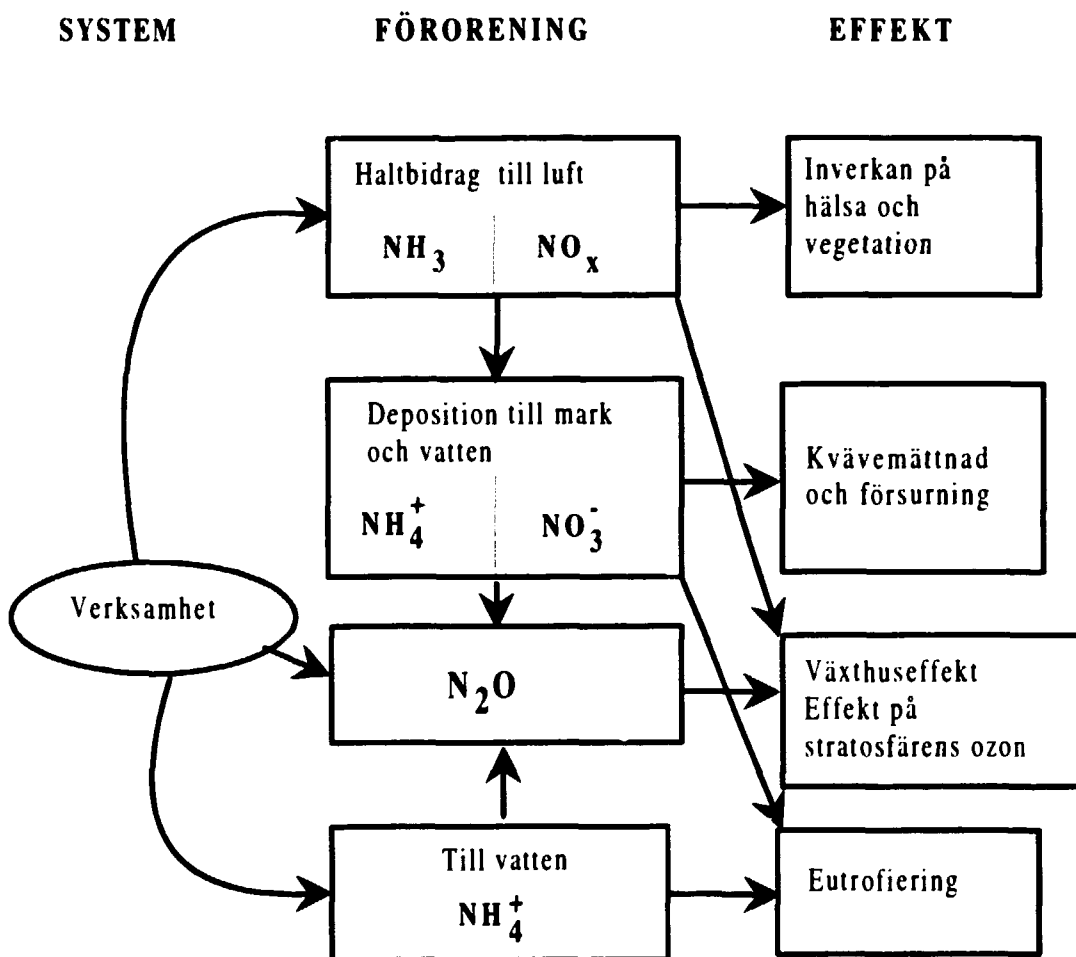 SYSTEM FÖRORENING EFFEKT
Haltbidrag till luft
NH₃ NOₓ
Inverkan på
hälsa och
vegetation
Deposition till mark
och vatten
NH₄⁺ NO₃⁻
Kvävemättnad
och försurning
Verksamhet
N₂O
Växthuseffekt
Effekt på
stratosfärens ozon
Till vatten
NH₄⁺
Eutrofiering